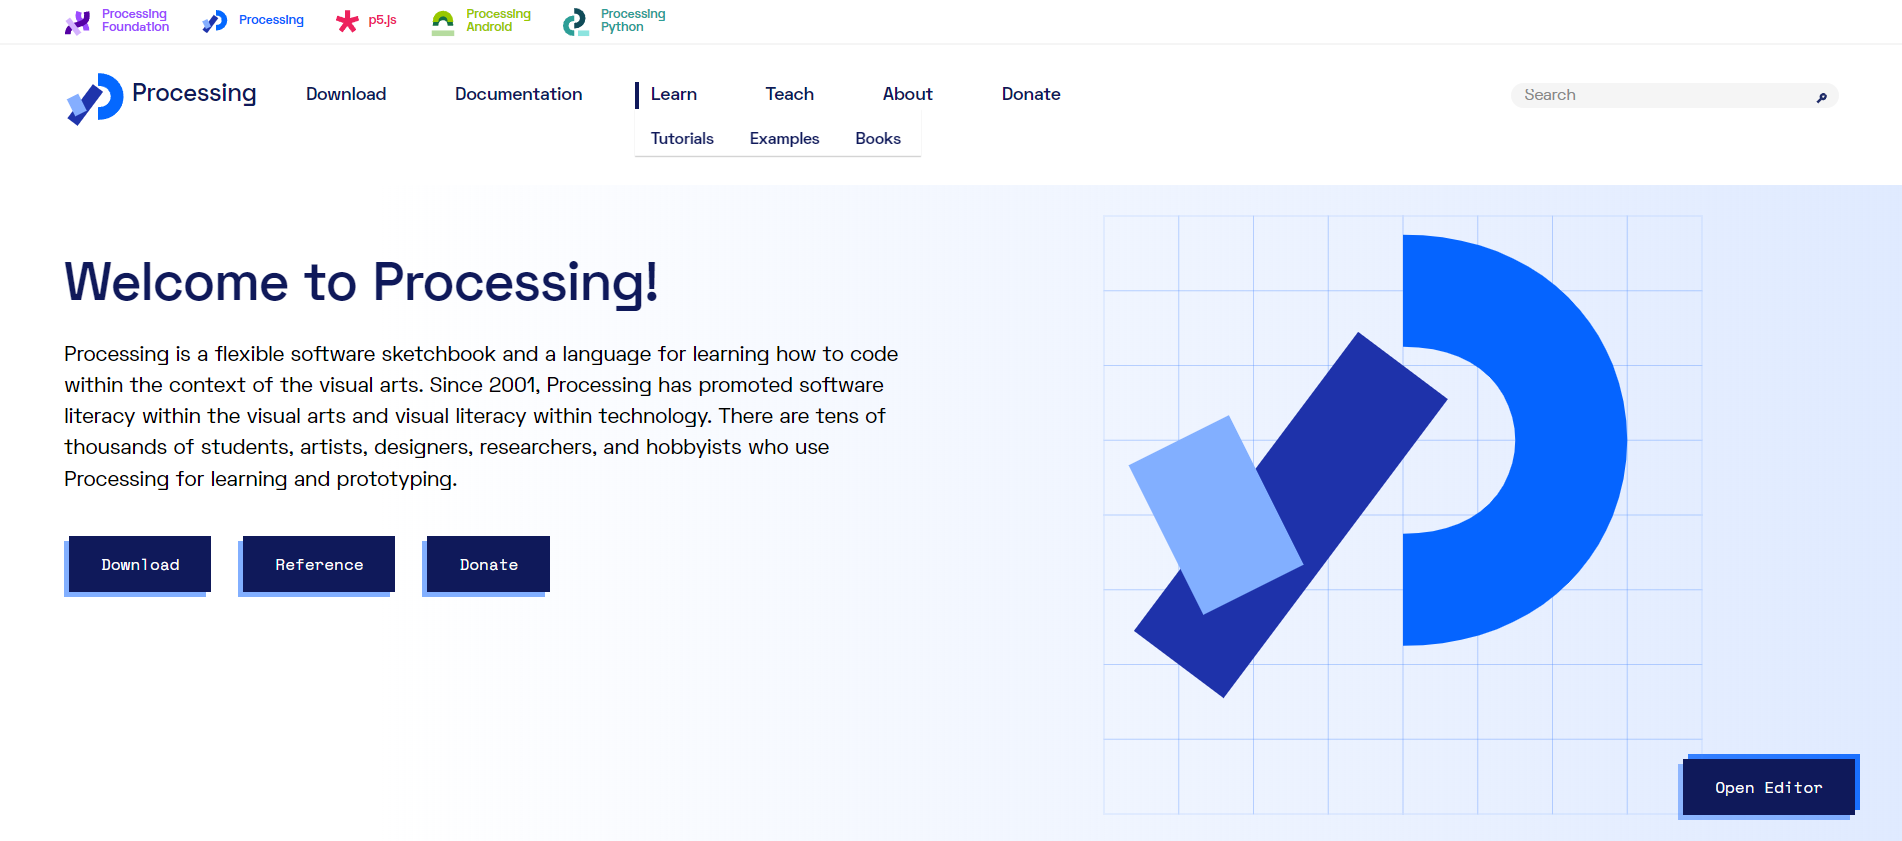 Processing
Foundation
Processing
p5.js
Processing
Android
Processing
Python
Processing
Download
Documentation
Learn
Teach
About
Donate
Search
Tutorials
Examples
Books
Welcome to Processing!
Processing is a flexible software sketchbook and a language for learning how to code
within the context of the visual arts. Since 2001, Processing has promoted software
literacy within the visual arts and visual literacy within technology. There are tens of
thousands of students, artists, designers, researchers, and hobbyists who use
Processing for learning and prototyping.
Download
Reference
Donate
Open Editor